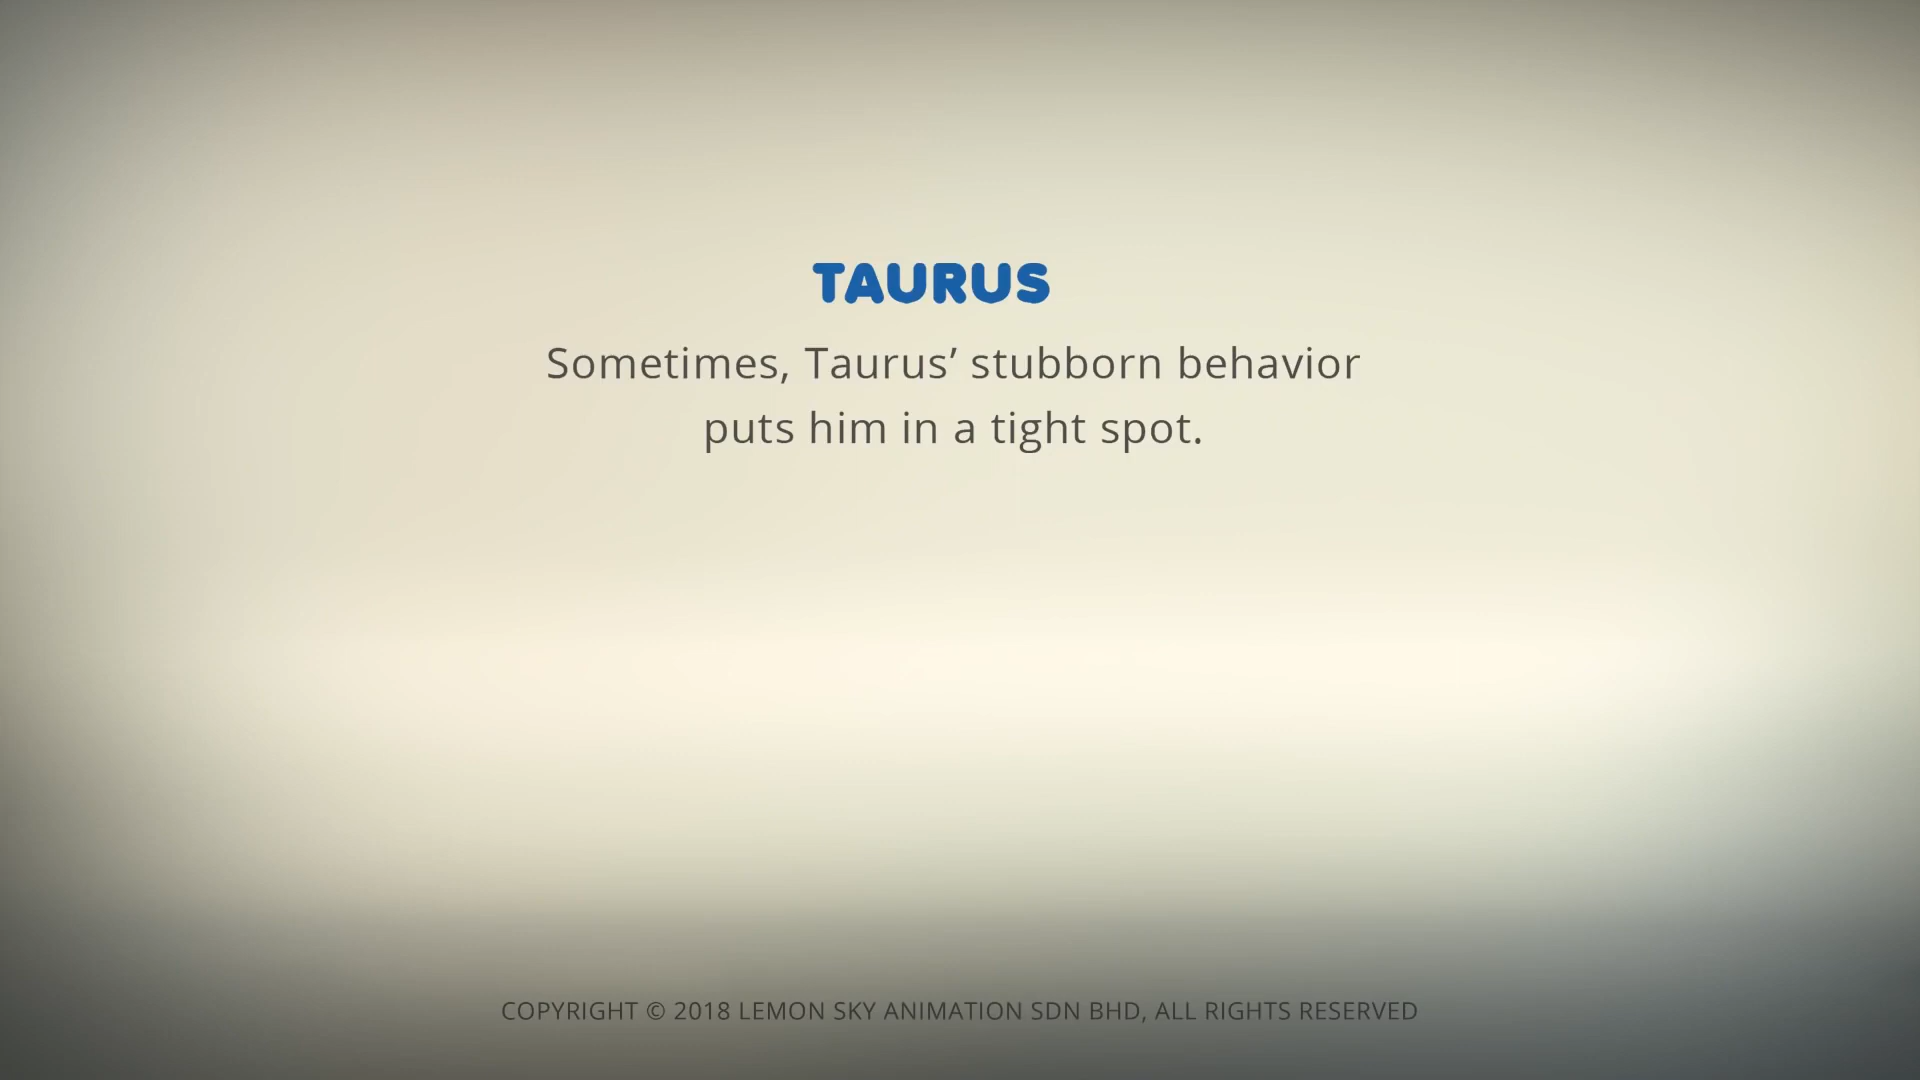 TAURUS
Sometimes, Taurus’ stubborn behavior
puts him in a tight spot.
COPYRIGHT © 2018 LEMON SKY ANIMATION SDN BHD, ALL RIGHTS RESERVED